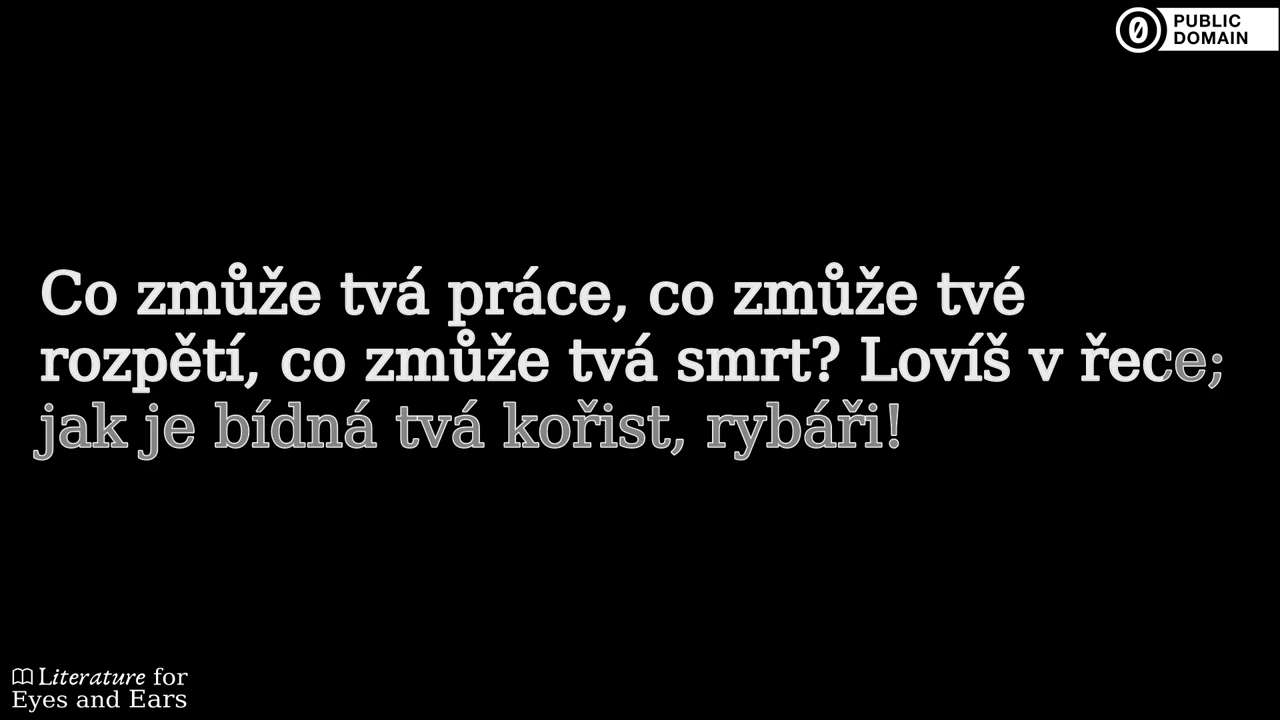 PUBLIC
DOMAIN
Co zmůže tvá práce, co zmůže tvé
rozpětí, co zmůže tvá smrt? Lovíš v řece;
jak je bídná tvá kořist, rybáři!
Literature for
Eyes and Ears